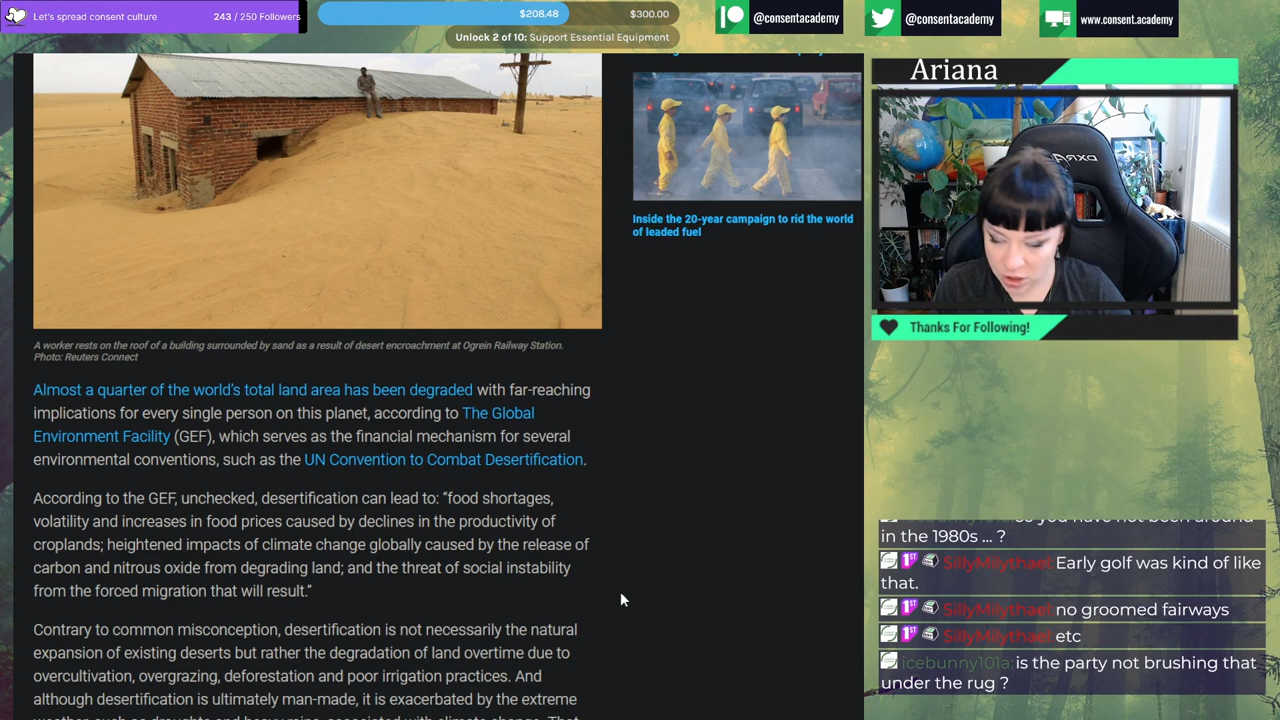 Let's spread consent culture
243 / 250 Followers
$208.48
$300.00
Unlock 2 of 10: Support Essential Equipment
@consentacademy
@consentacademy
www.consent.academy
Ariana
Thanks For Following!
Inside the 20-year campaign to rid the world
of leaded fuel
A worker rests on the roof of a building surrounded by sand as a result of desert encroachment at Ogrein Railway Station.
Photo: Reuters Connect
Almost a quarter of the world's total land area has been degraded with far-reaching
implications for every single person on this planet, according to The Global
Environment Facility (GEF), which serves as the financial mechanism for several
environmental conventions, such as the UN Convention to Combat Desertification.
According to the GEF, unchecked, desertification can lead to: “food shortages,
volatility and increases in food prices caused by declines in the productivity of
croplands; heightened impacts of climate change globally caused by the release of
carbon and nitrous oxide from degrading land; and the threat of social instability
from the forced migration that will result.”
Contrary to common misconception, desertification is not necessarily the natural
expansion of existing deserts but rather the degradation of land overtime due to
overcultivation, overgrazing, deforestation and poor irrigation practices. And
although desertification is ultimately man-made, it is exacerbated by the extreme
so you have not been around
in the 1980s ... ?
SillyMilythael: Early golf was kind of like
that.
SillyMilythael: no groomed fairways
SillyMilythael: etc
icebunny101a: is the party not brushing that
under the rug ?